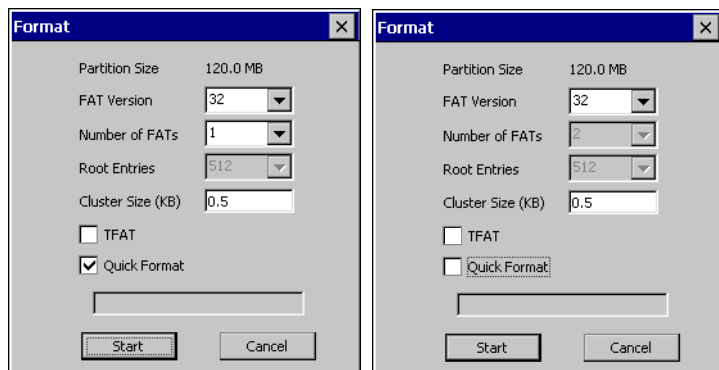 Format
Partition Size 120.0 MB
FAT Version 32
Number of FATs 1
Root Entries 512
Cluster Size (KB) 0.5
TFAT
Quick Format
Start Cancel
Format
Partition Size 120.0 MB
FAT Version 32
Number of FATs 2
Root Entries 512
Cluster Size (KB) 0.5
TFAT
Quick Format
Start Cancel